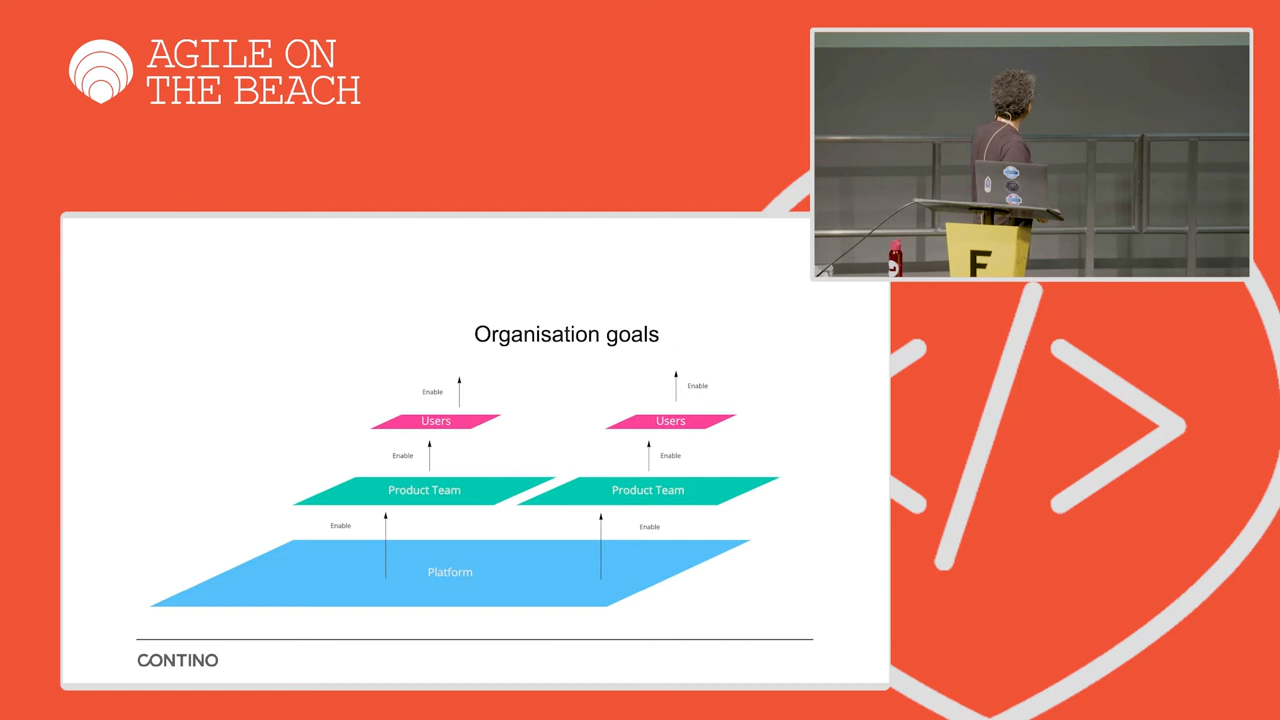 AGILE ON
THE BEACH
F
Organisation goals
Enable
Enable
Users
Users
Enable
Enable
Product Team
Product Team
Enable
Enable
Platform
CONTINO